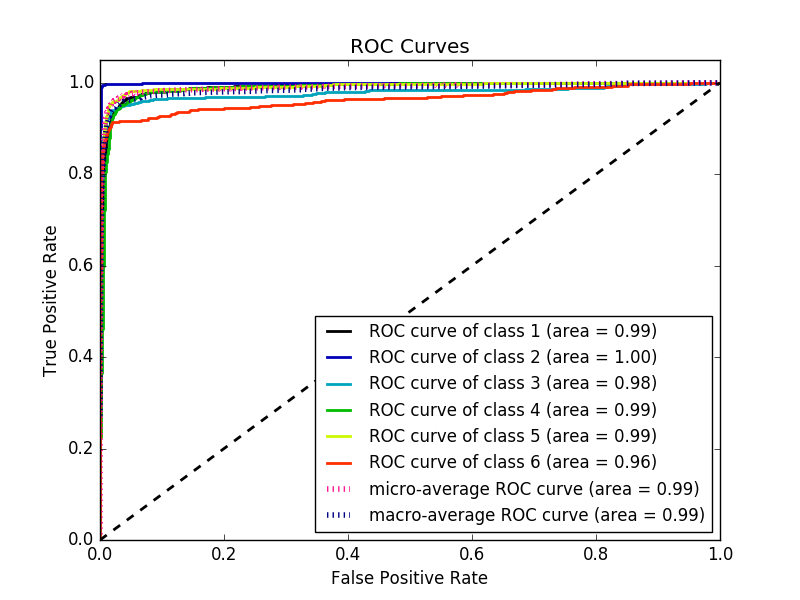 ROC Curves
1.0
0.8
0.6
0.4
0.2
0.0
True Positive Rate
ROC curve of class 1 (area = 0.99)
ROC curve of class 2 (area = 1.00)
ROC curve of class 3 (area = 0.98)
ROC curve of class 4 (area = 0.99)
ROC curve of class 5 (area = 0.99)
ROC curve of class 6 (area = 0.96)
micro-average ROC curve (area = 0.99)
macro-average ROC curve (area = 0.99)
0.0 0.2 0.4 0.6 0.8 1.0
False Positive Rate